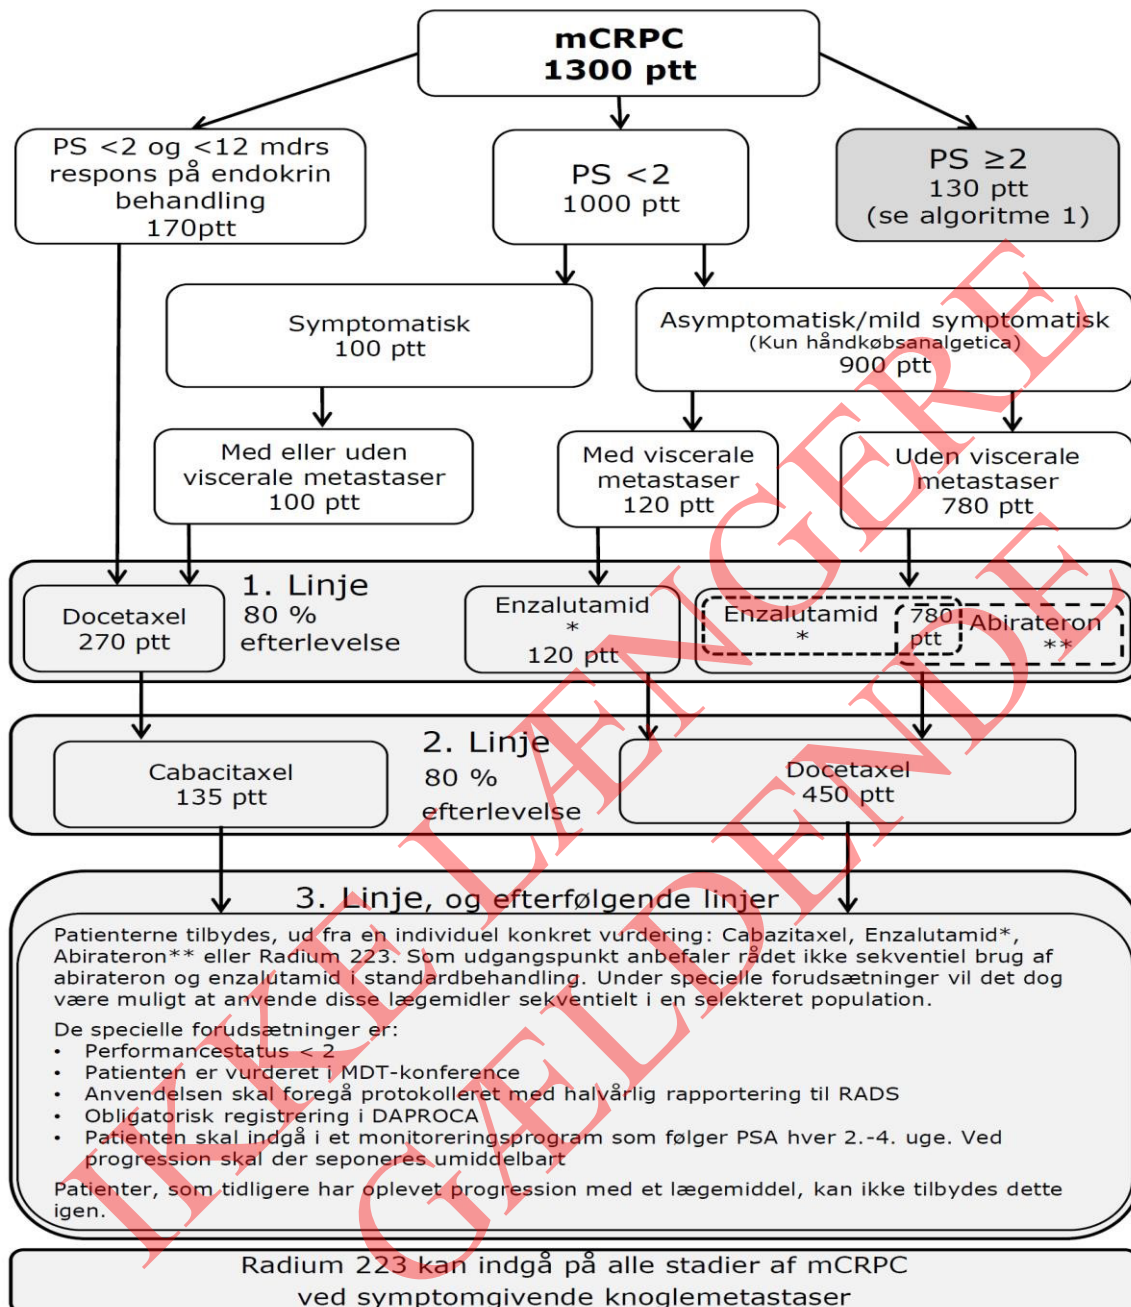 mCRPC
1300 ptt
PS <2 og <12 mdrs
respons på endokrin
behandling
170ptt
PS <2
1000 ptt
PS ≥2
130 ptt
(se algoritme 1)
Symptomatisk
100 ptt
Asymptomatisk/mild symptomatisk
(Kun håndkøbsanalgetica)
900 ptt
Med eller uden
viscerale metastaser
100 ptt
Med viscerale
metastaser
120 ptt
Uden viscerale
metastaser
780 ptt
1. Linje
80 %
efterlevelse
Docetaxel
270 ptt
Enzalutamid
*
120 ptt
Enzalutamid
*
780
ptt
Abirateron
**
2. Linje
80 %
efterlevelse
Cabacitaxel
135 ptt
Docetaxel
450 ptt
3. Linje, og efterfølgende linjer
Patienterne tilbydes, ud fra en individuel konkret vurdering: Cabazitaxel, Enzalutamid*,
Abirateron** eller Radium 223. Som udgangspunkt anbefaler rådet ikke sekventiel brug af
abirateron og enzalutamid i standardbehandling. Under specielle forudsætninger vil det dog
være muligt at anvende disse lægemidler sekventielt i en selekteret population.
De specielle forudsætninger er:
• Performancestatus < 2
• Patienten er vurderet i MDT-konference
• Anvendelsen skal foregå protokolleret med halvårlig rapportering til RADS
• Obligatorisk registrering i DAPROCA
• Patienten skal indgå i et monitoreringsprogram som følger PSA hver 2.-4. uge. Ved
progression skal der seponeres umiddelbart
Patienter, som tidligere har oplevet progression med et lægemiddel, kan ikke tilbydes dette
igen.
Radium 223 kan indgå på alle stadier af mCRPC
ved symptomgivende knoglemetastaser
IKKE LÆNGERE
GÆLDENDE